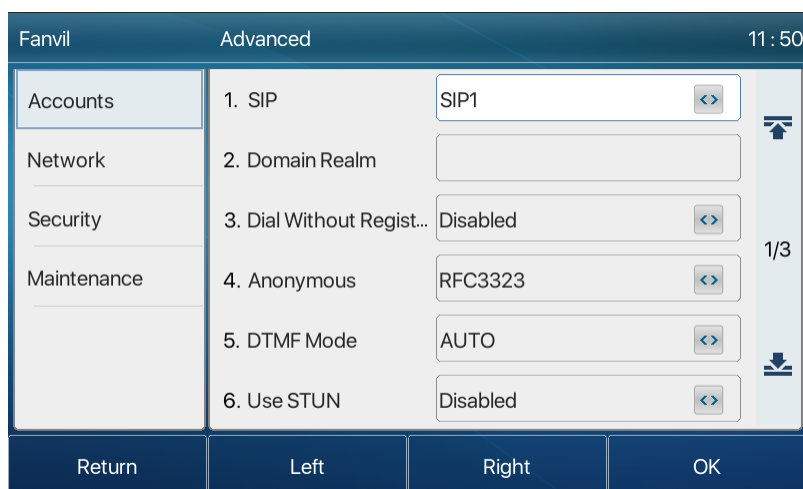 Fanvil Advanced 11:50
Accounts
Network
Security
Maintenance
1. SIP SIP1
2. Domain Realm
3. Dial Without Regist... Disabled
4. Anonymous RFC3323
5. DTMF Mode AUTO
6. Use STUN Disabled
1/3
Return Left Right OK